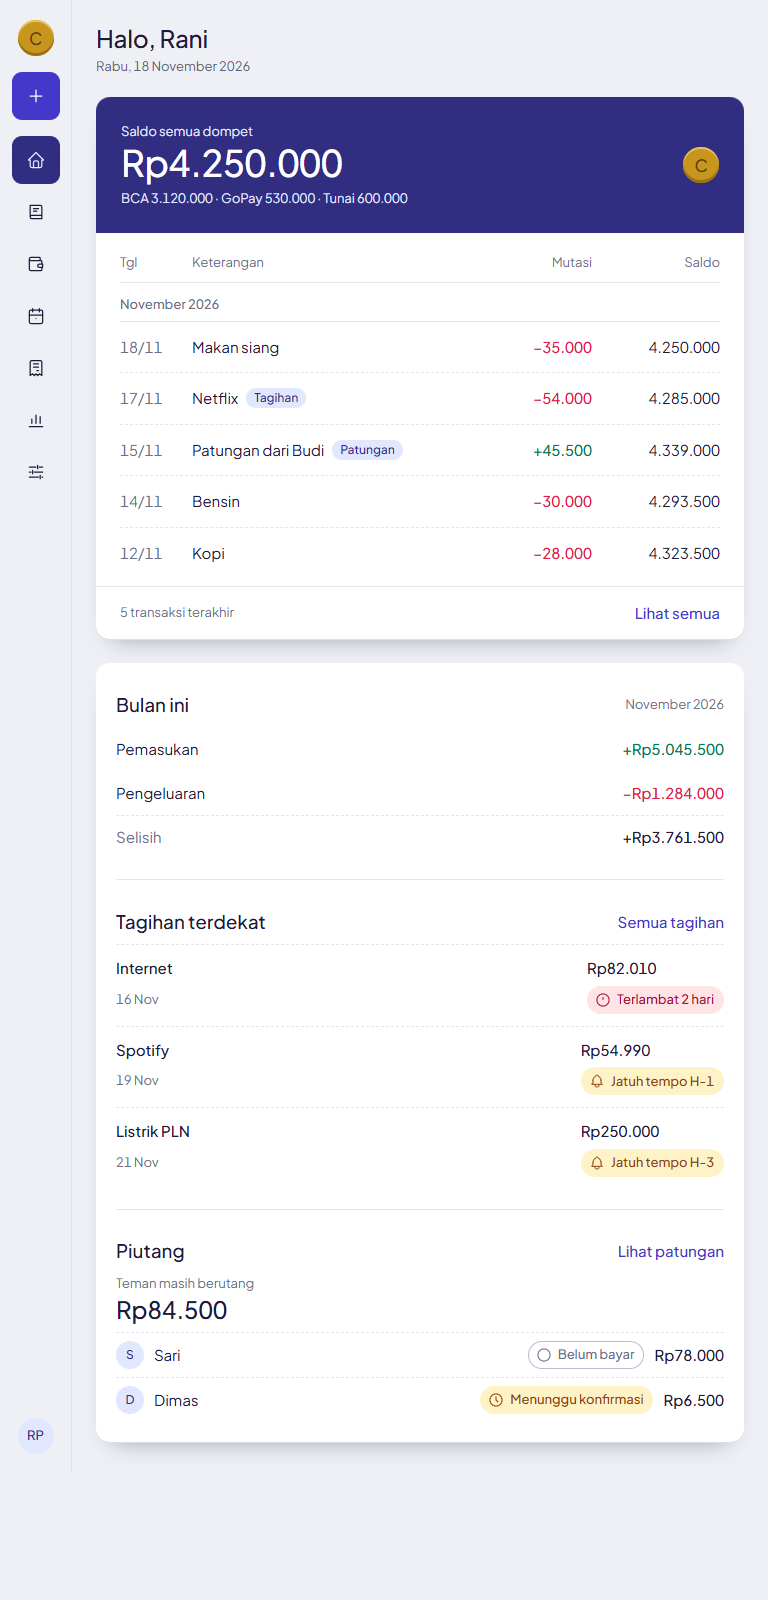 C
Halo, Rani
Rabu, 18 November 2026
Saldo semua dompet
Rp4.250.000
BCA 3.120.000 · GoPay 530.000 · Tunai 600.000
C
Tgl Keterangan Mutasi Saldo
November 2026
18/11 Makan siang −35.000 4.250.000
17/11 Netflix Tagihan −54.000 4.285.000
15/11 Patungan dari Budi Patungan +45.500 4.339.000
14/11 Bensin −30.000 4.293.500
12/11 Kopi −28.000 4.323.500
5 transaksi terakhir Lihat semua
Bulan ini November 2026
Pemasukan +Rp5.045.500
Pengeluaran −Rp1.284.000
Selisih +Rp3.761.500
Tagihan terdekat Semua tagihan
Internet Rp82.010
16 Nov Terlambat 2 hari
Spotify Rp54.990
19 Nov Jatuh tempo H-1
Listrik PLN Rp250.000
21 Nov Jatuh tempo H-3
Piutang Lihat patungan
Teman masih berutang
Rp84.500
S Sari Belum bayar Rp78.000
D Dimas Menunggu konfirmasi Rp6.500
RP